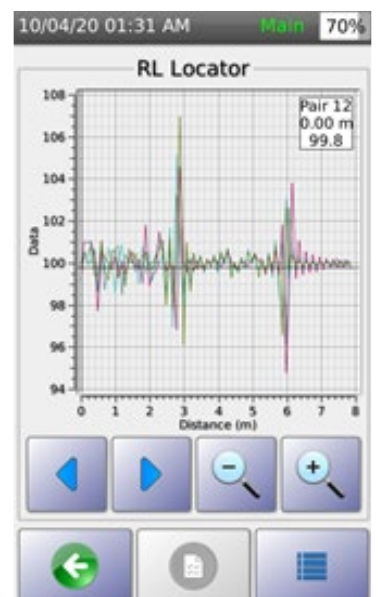 10/04/20 01:31 AM Main 70%
RL Locator
Pair 12
0.00 m
99.8
108
106
104
102
100
98
96
94
Data
0 1 2 3 4 5 6 7 8
Distance (m)